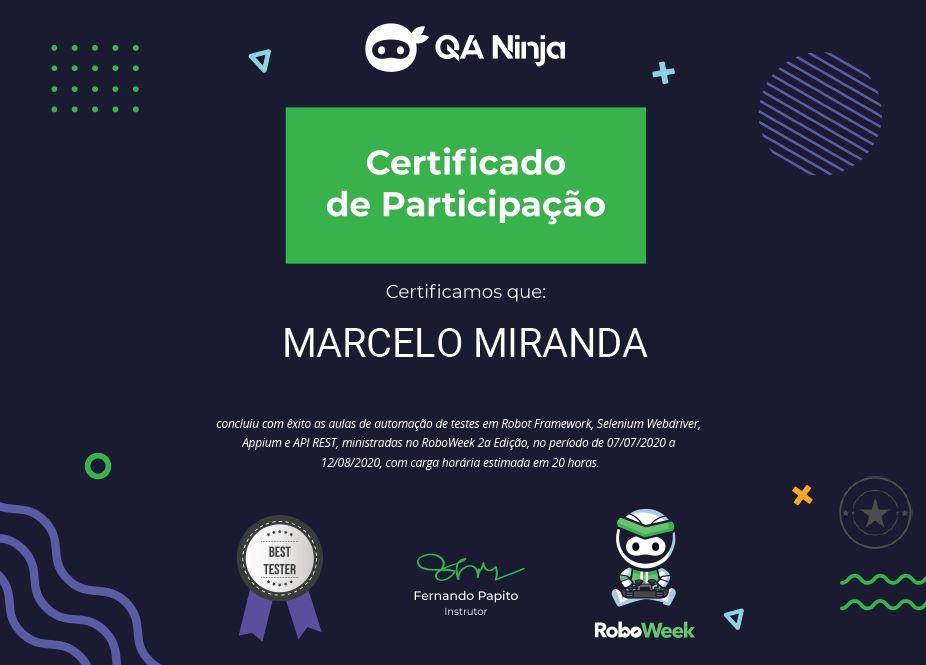 QA Ninja
Certificado
de Participação
Certificamos que:
MARCELO MIRANDA
concluiu com êxito as aulas de automação de testes em Robot Framework, Selenium Webdriver,
Appium e API REST, ministradas no RoboWeek 2a Edição, no período de 07/07/2020 a
12/08/2020, com carga horária estimada em 20 horas.
BEST
TESTER
Fernando Papito
Instrutor
RoboWeek